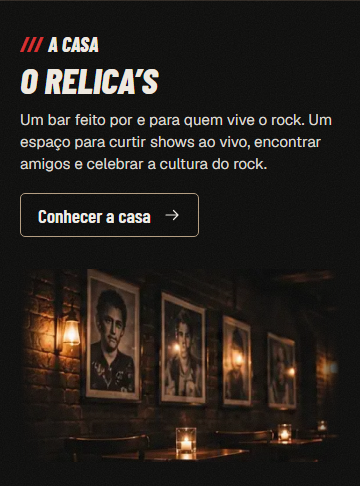 /// A CASA
O RELICA'S
Um bar feito por e para quem vive o rock. Um
espaço para curtir shows ao vivo, encontrar
amigos e celebrar a cultura do rock.
Conhecer a casa →